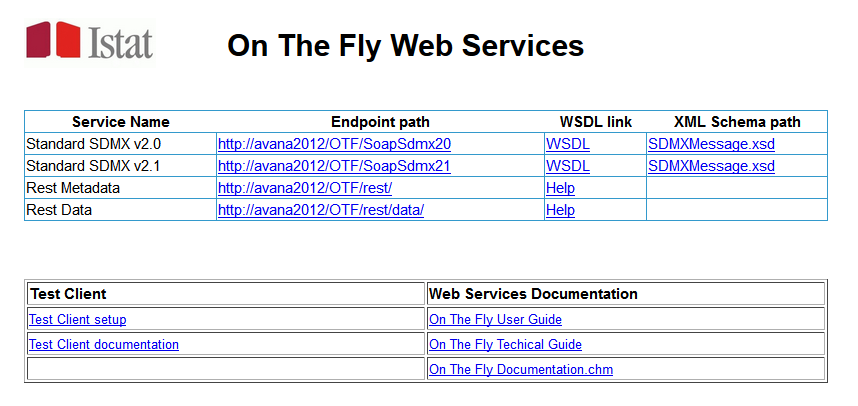 Istat
On The Fly Web Services
Service Name Endpoint path WSDL link XML Schema path
Standard SDMX v2.0 http://avana2012/OTF/SoapSdmx20 WSDL SDMXMessage.xsd
Standard SDMX v2.1 http://avana2012/OTF/SoapSdmx21 WSDL SDMXMessage.xsd
Rest Metadata http://avana2012/OTF/rest/ Help
Rest Data http://avana2012/OTF/rest/data/ Help
Test Client Web Services Documentation
Test Client setup On The Fly User Guide
Test Client documentation On The Fly Techical Guide
On The Fly Documentation.chm